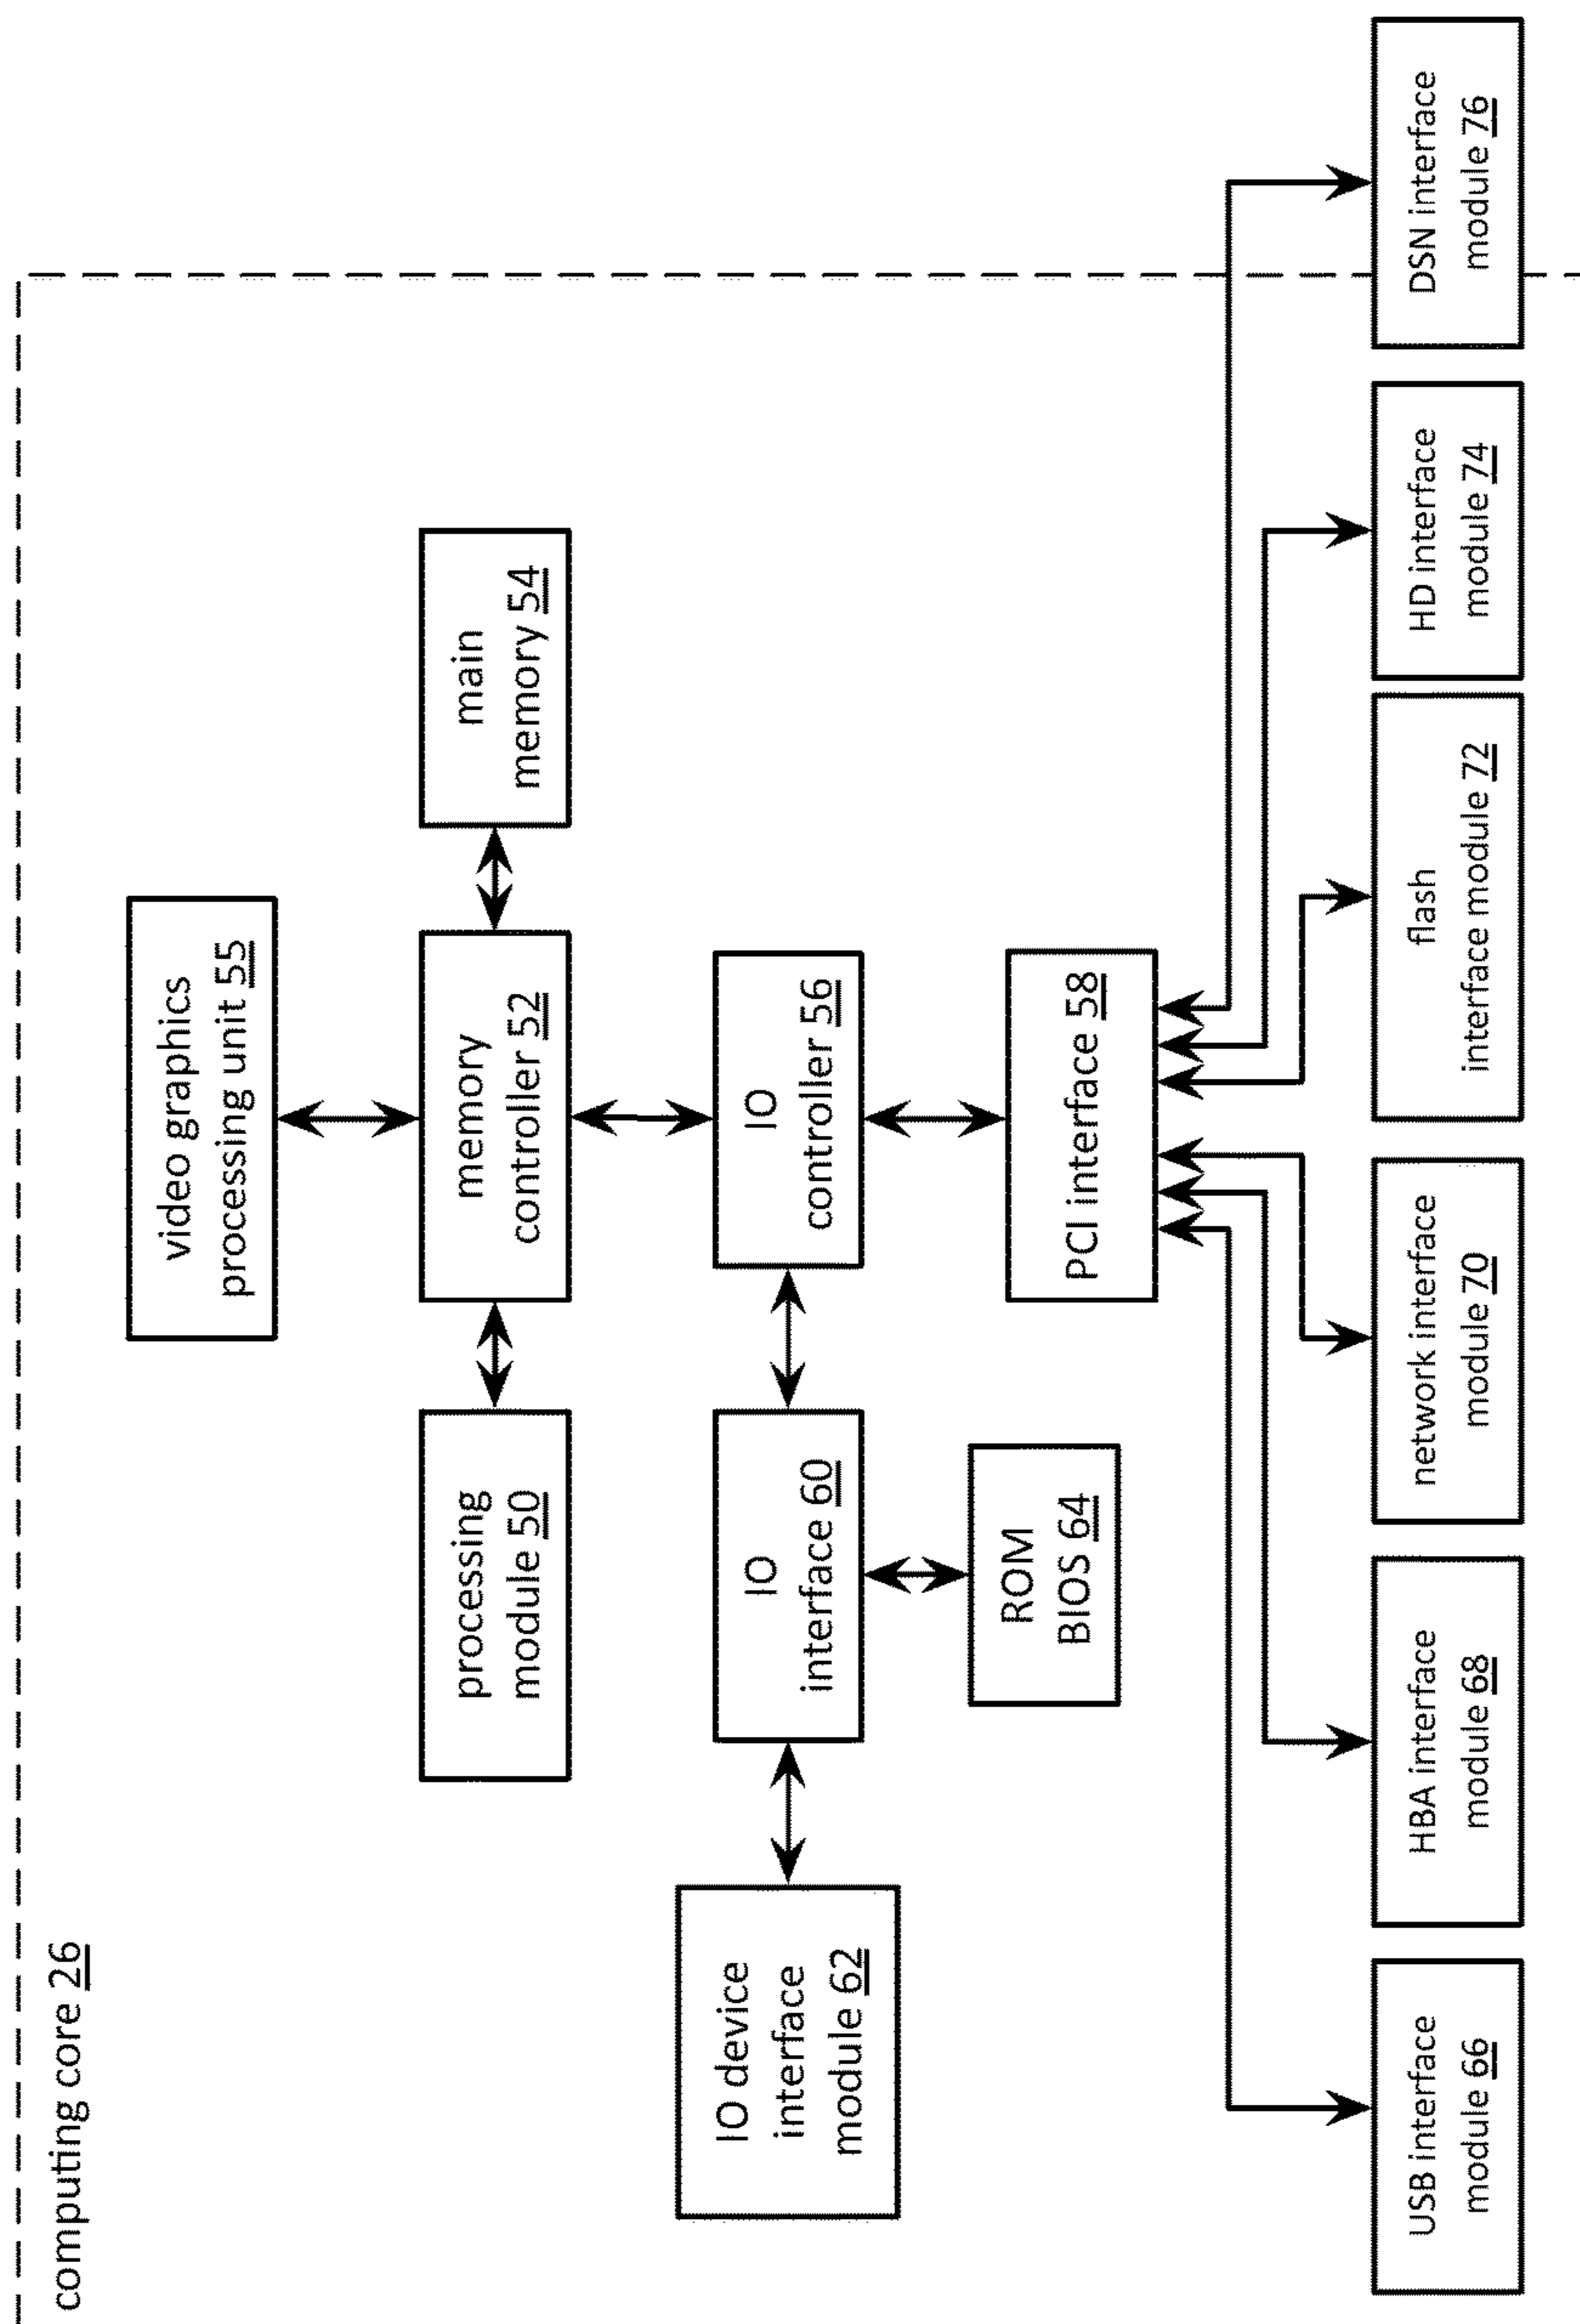 computing core 26
video graphics
processing unit 55
processing
module 50
memory
controller 52
main
memory 54
IO device
interface
module 62
IO
interface 60
IO
controller 56
ROM
BIOS 64
PCI interface 58
USB interface
module 66
HBA interface
module 68
network interface
module 70
flash
interface module 72
HD interface
module 74
DSN interface
module 76